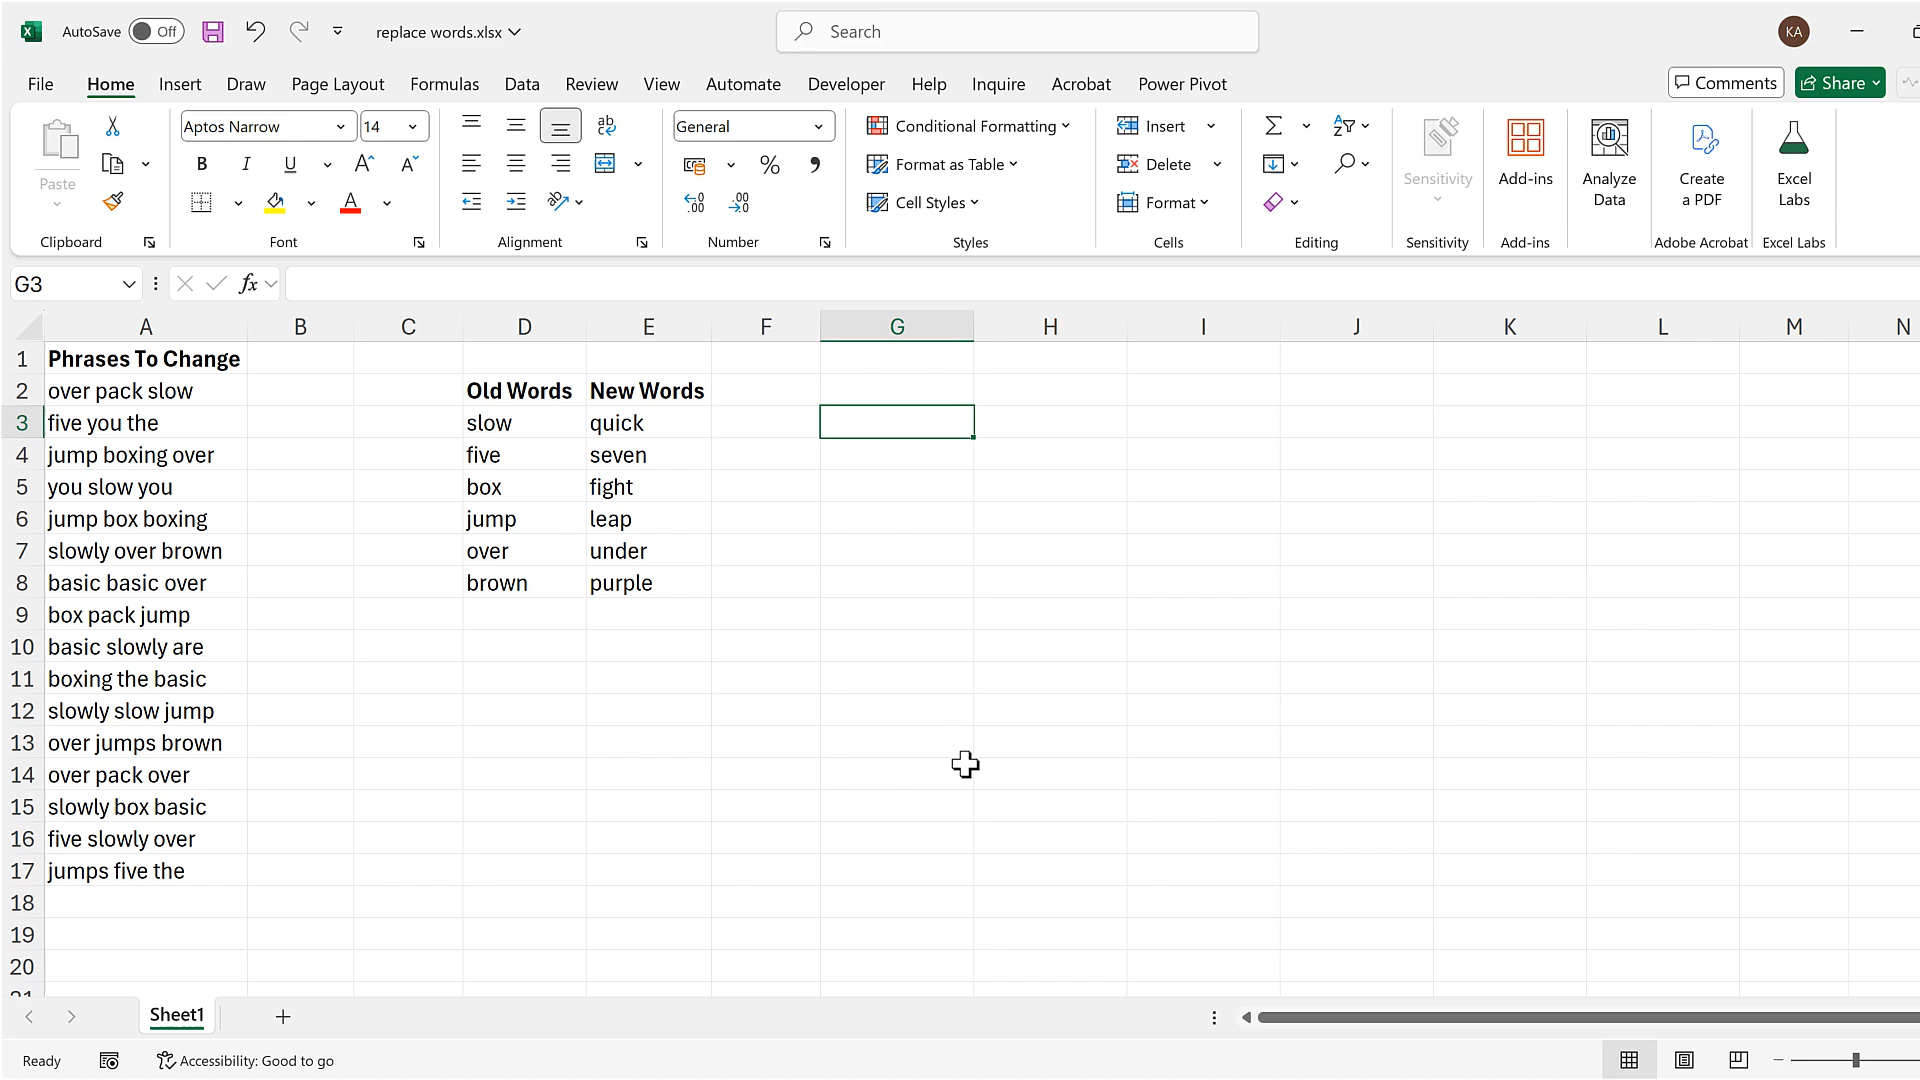 AutoSave Off replace words.xlsx Search KA
File Home Insert Draw Page Layout Formulas Data Review View Automate Developer Help Inquire Acrobat Power Pivot Comments Share
Paste Aptos Narrow 14 ab General Conditional Formatting Insert Sensitivity Add-ins Analyze Data Create a PDF Excel Labs
B I U A A % Format as Table Delete
A .00 .00 Cell Styles Format
Clipboard Font Alignment Number Styles Cells Editing Sensitivity Add-ins Adobe Acrobat Excel Labs
G3 fx
A B C D E F G H I J K L M N
1 Phrases To Change
2 over pack slow Old Words New Words
3 five you the slow quick
4 jump boxing over five seven
5 you slow you box fight
6 jump box boxing jump leap
7 slowly over brown over under
8 basic basic over brown purple
9 box pack jump
10 basic slowly are
11 boxing the basic
12 slowly slow jump
13 over jumps brown
14 over pack over
15 slowly box basic
16 five slowly over
17 jumps five the
18
19
20
21
Sheet1
Ready Accessibility: Good to go